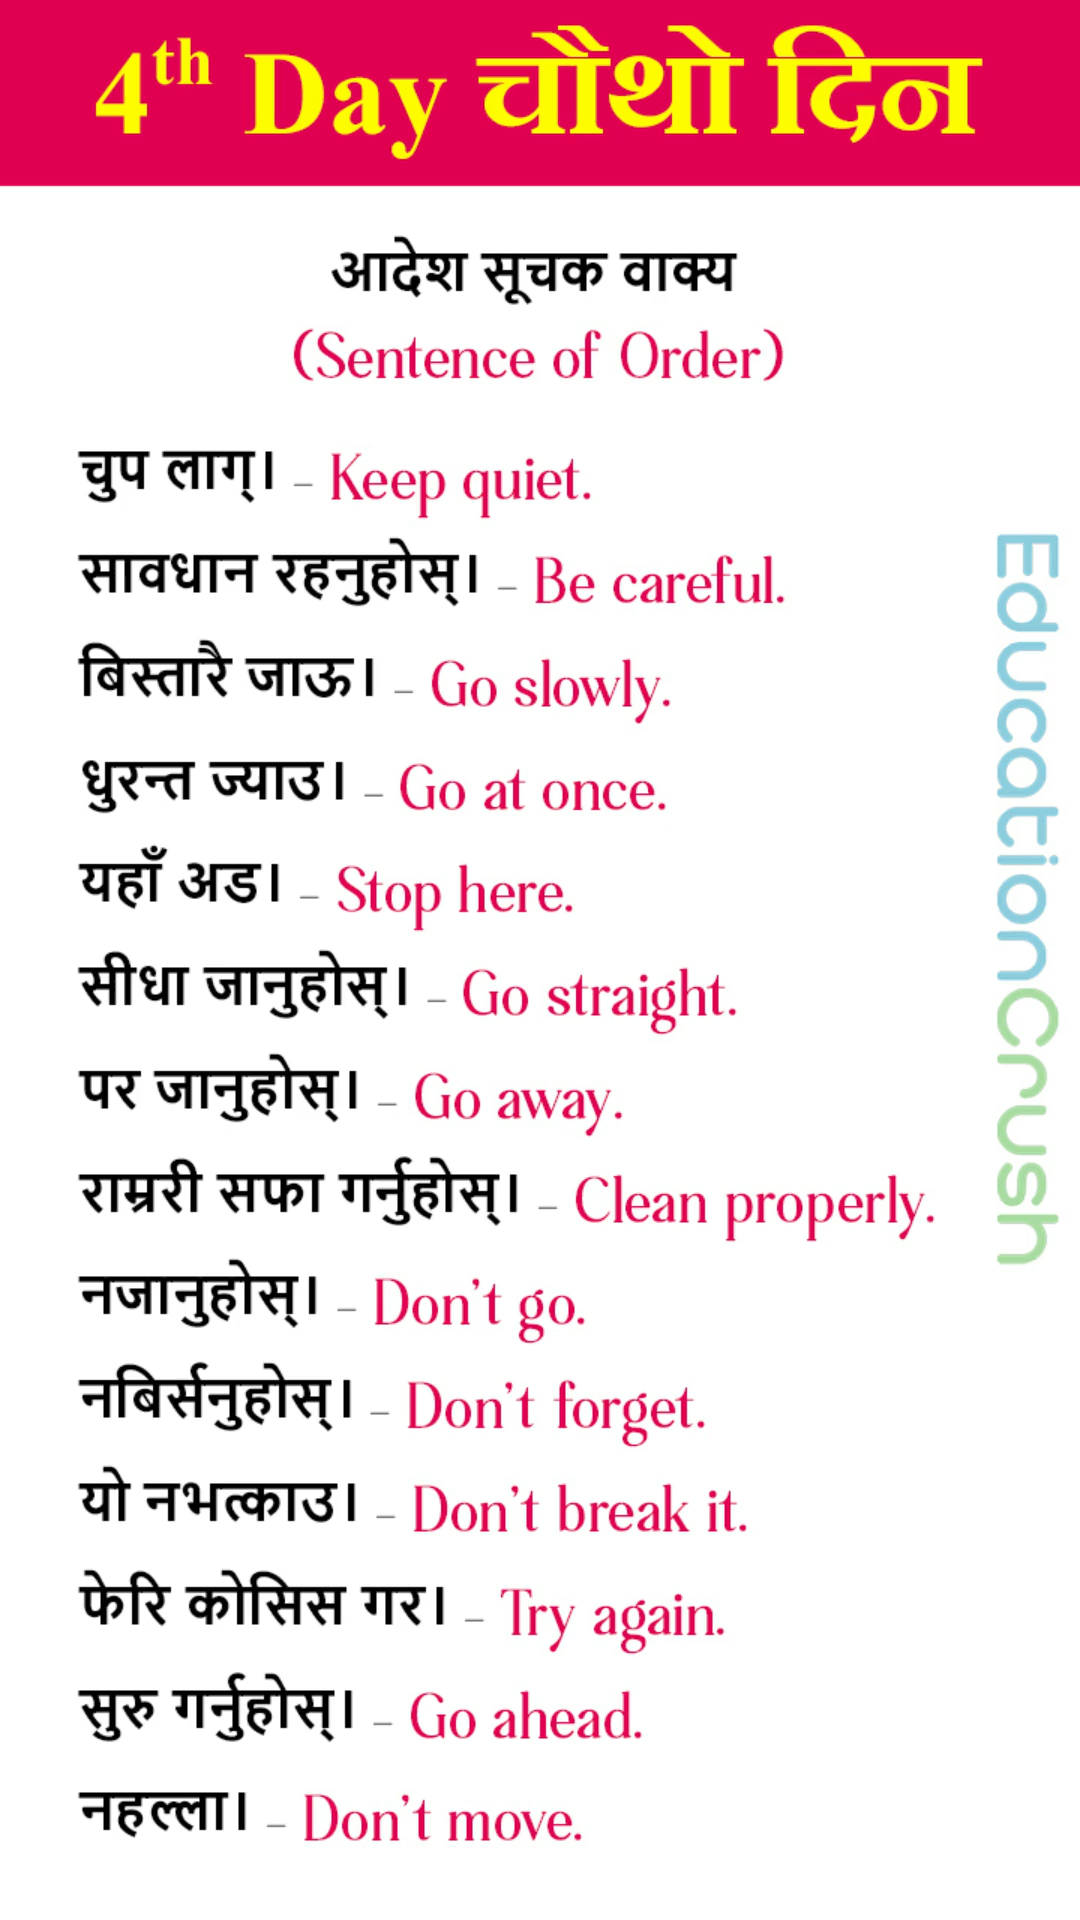 4th Day चौथो दिन
आदेश सूचक वाक्य
(Sentence of Order)
चुप लाग्। – Keep quiet.
सावधान रहनुहोस्। – Be careful.
बिस्तारै जाऊ। – Go slowly.
धुरन्त ज्याउ। – Go at once.
यहाँ अड। – Stop here.
सीधा जानुहोस्। – Go straight.
पर जानुहोस्। – Go away.
राम्ररी सफा गर्नुहोस्। – Clean properly.
नजानुहोस्। – Don't go.
नबिर्सनुहोस्। – Don't forget.
यो नभत्काउ। – Don't break it.
फेरि कोसिस गर। – Try again.
सुरु गर्नुहोस्। – Go ahead.
नहल्ला। – Don't move.
EducationCrush